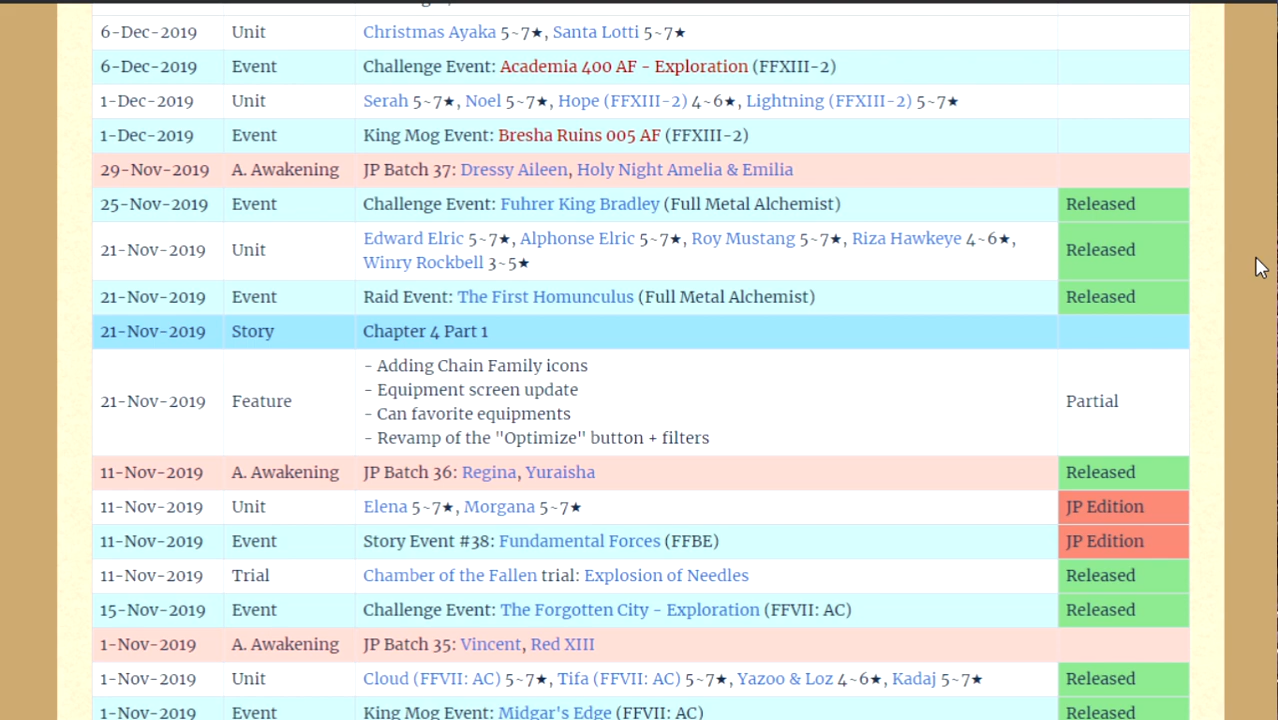 6-Dec-2019 Unit Christmas Ayaka 5~7★, Santa Lotti 5~7★
6-Dec-2019 Event Challenge Event: Academia 400 AF - Exploration (FFXIII-2)
1-Dec-2019 Unit Serah 5~7★, Noel 5~7★, Hope (FFXIII-2) 4~6★, Lightning (FFXIII-2) 5~7★
1-Dec-2019 Event King Mog Event: Bresha Ruins 005 AF (FFXIII-2)
29-Nov-2019 A. Awakening JP Batch 37: Dressy Aileen, Holy Night Amelia & Emilia
25-Nov-2019 Event Challenge Event: Fuhrer King Bradley (Full Metal Alchemist) Released
21-Nov-2019 Unit Edward Elric 5~7★, Alphonse Elric 5~7★, Roy Mustang 5~7★, Riza Hawkeye 4~6★,
Winry Rockbell 3~5★ Released
21-Nov-2019 Event Raid Event: The First Homunculus (Full Metal Alchemist) Released
21-Nov-2019 Story Chapter 4 Part 1
21-Nov-2019 Feature - Adding Chain Family icons
- Equipment screen update
- Can favorite equipments
- Revamp of the "Optimize" button + filters Partial
11-Nov-2019 A. Awakening JP Batch 36: Regina, Yuraisha Released
11-Nov-2019 Unit Elena 5~7★, Morgana 5~7★ JP Edition
11-Nov-2019 Event Story Event #38: Fundamental Forces (FFBE) JP Edition
11-Nov-2019 Trial Chamber of the Fallen trial: Explosion of Needles Released
15-Nov-2019 Event Challenge Event: The Forgotten City - Exploration (FFVII: AC) Released
1-Nov-2019 A. Awakening JP Batch 35: Vincent, Red XIII
1-Nov-2019 Unit Cloud (FFVII: AC) 5~7★, Tifa (FFVII: AC) 5~7★, Yazoo & Loz 4~6★, Kadaj 5~7★ Released
1-Nov-2019 Event King Mog Event: Midgar's Edge (FFVII: AC) Released